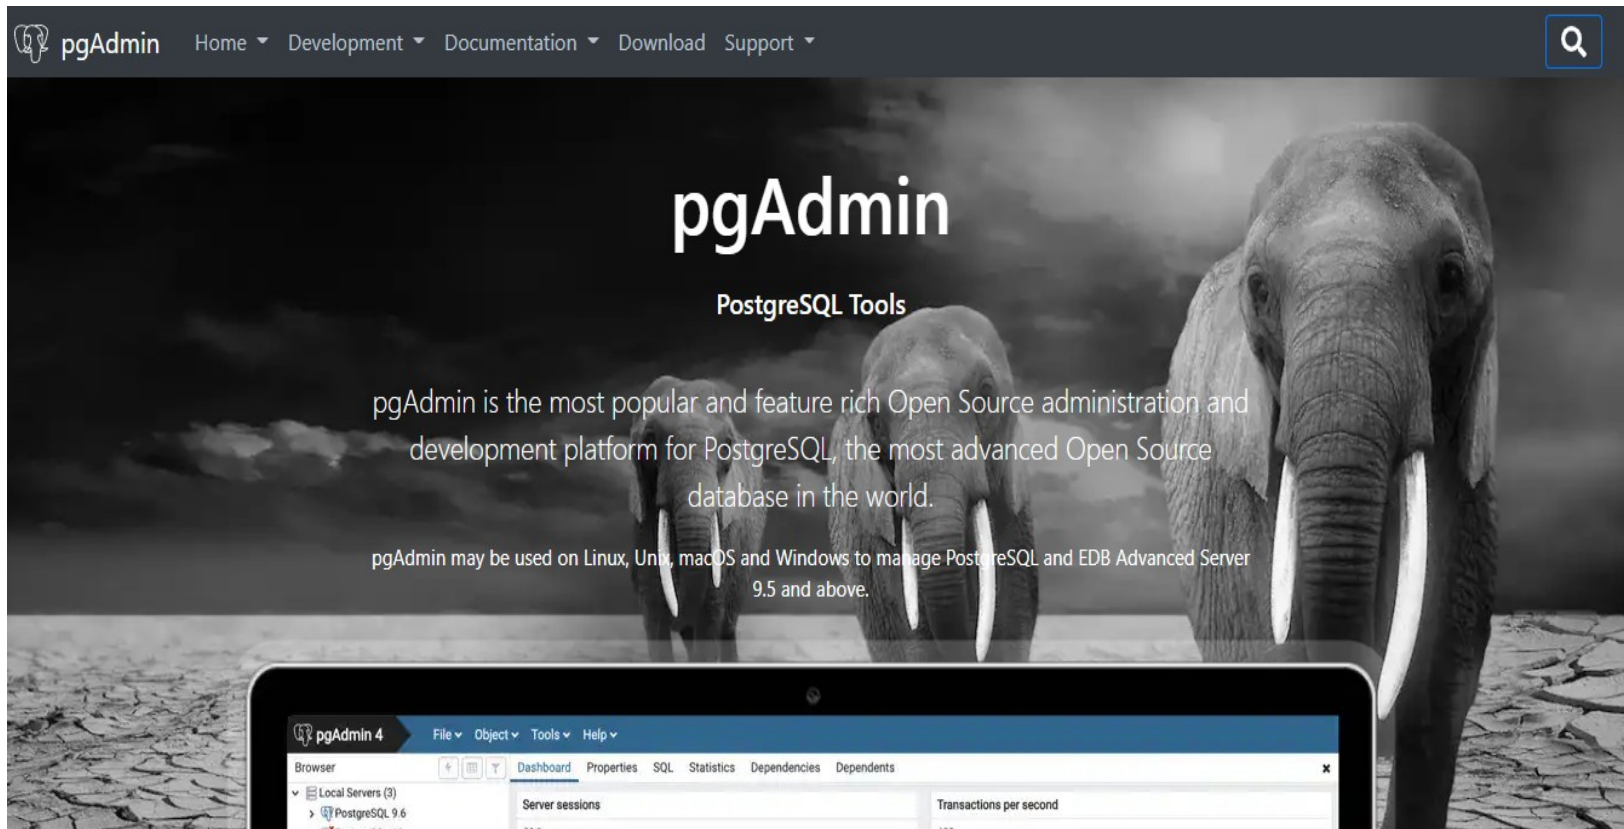 pgAdmin Home Development Documentation Download Support
pgAdmin
PostgreSQL Tools
pgAdmin is the most popular and feature rich Open Source administration and
development platform for PostgreSQL, the most advanced Open Source
database in the world.
pgAdmin may be used on Linux, Unix, macOS and Windows to manage PostgreSQL and EDB Advanced Server
9.5 and above.
pgAdmin 4 File Object Tools Help
Browser Dashboard Properties SQL Statistics Dependencies Dependents
Local Servers (3)
Server sessions Transactions per second
PostgreSQL 9.6